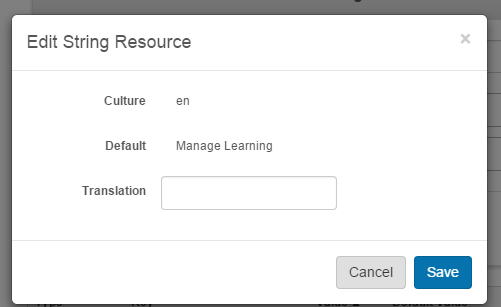 Edit String Resource ×
Culture en
Default Manage Learning
Translation
Cancel Save